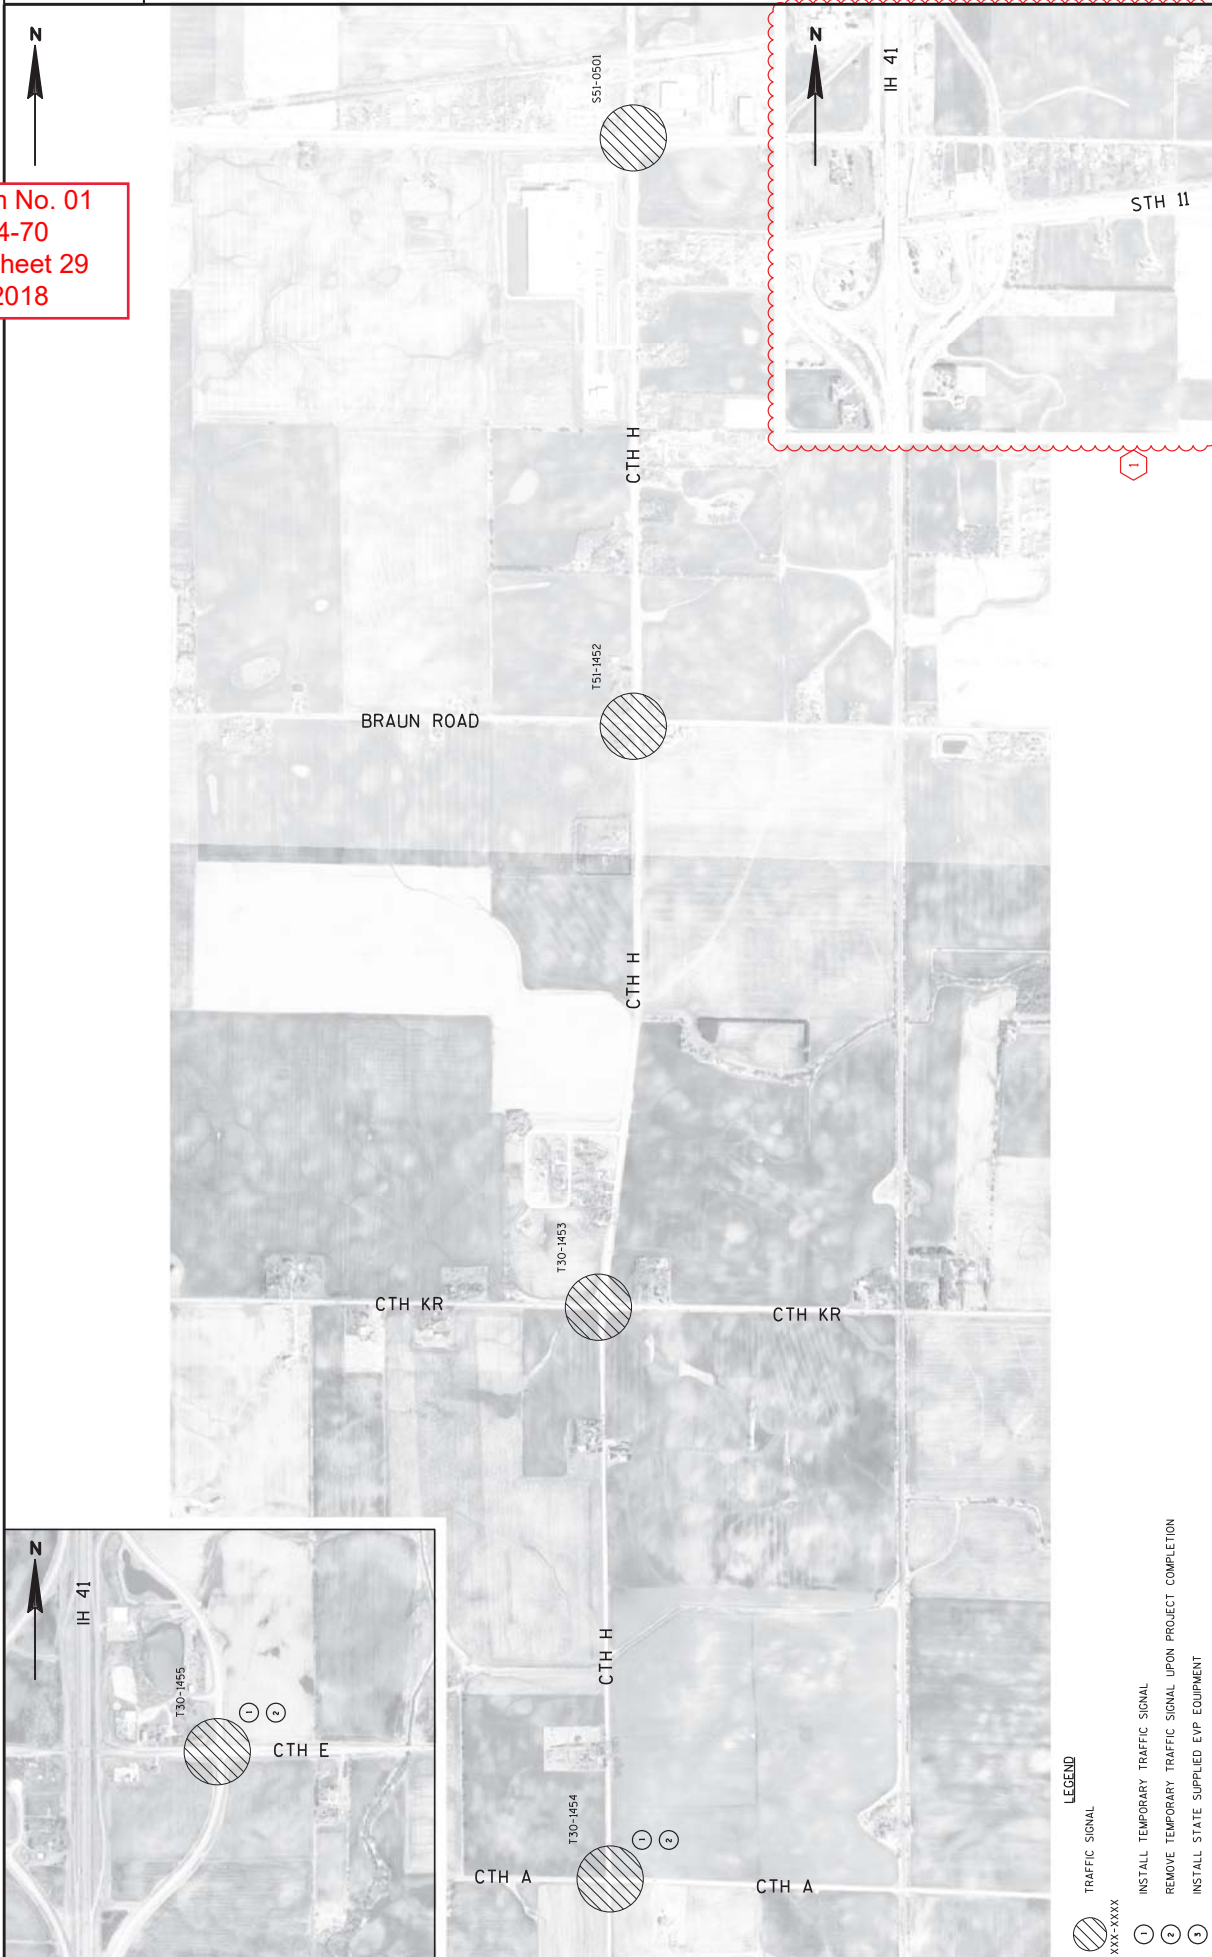 N
N
IH 41
S51-0501
STH 11
n No. 01
4-70
heet 29
2018
CTH H
1
T51-1452
BRAUN ROAD
CTH H
T30-1453
CTH KR
CTH KR
N
IH 41
CTH H
T30-1455
1
2
CTH E
T30-1454
1
2
CTH A
CTH A
LEGEND
TRAFFIC SIGNAL
XXX-XXXX
1 INSTALL TEMPORARY TRAFFIC SIGNAL
2 REMOVE TEMPORARY TRAFFIC SIGNAL UPON PROJECT COMPLETION
3 INSTALL STATE SUPPLIED EVP EQUIPMENT